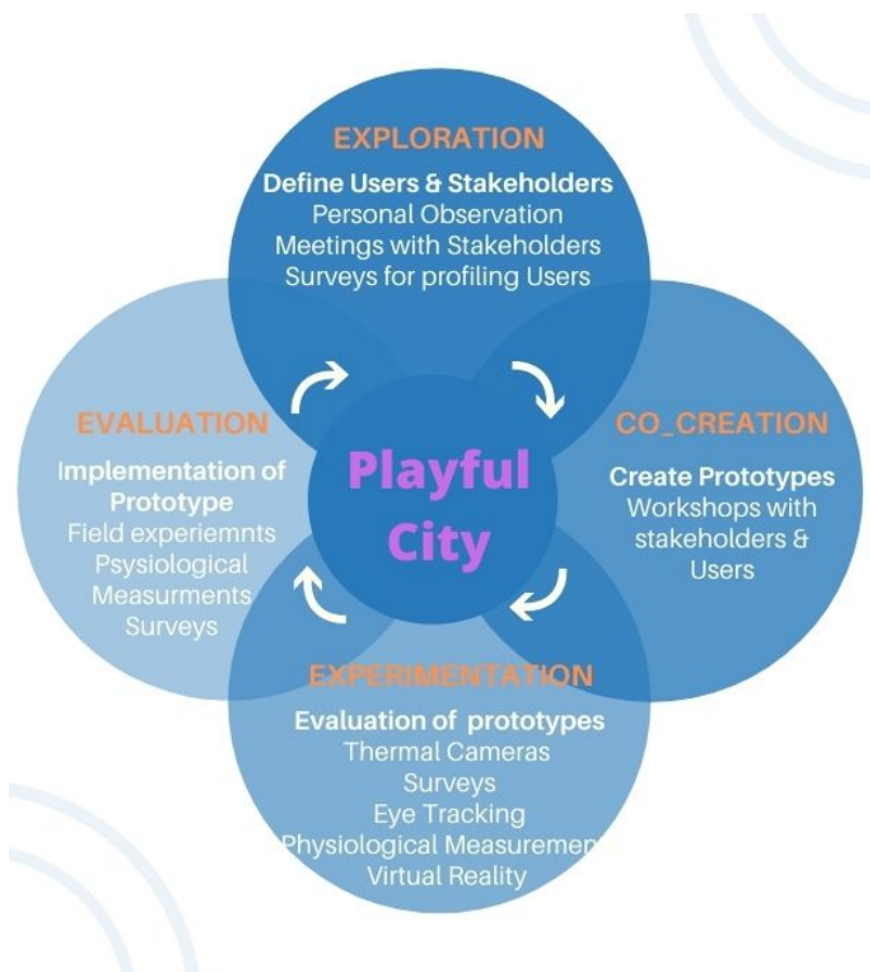 EXPLORATION
Define Users & Stakeholders
Personal Observation
Meetings with Stakeholders
Surveys for profiling Users
EVALUATION
Implementation of
Prototype
Field experiemnts
Psysiological
Measurments
Surveys
Playful
City
CO_CREATION
Create Prototypes
Workshops with
stakeholders &
Users
EXPERIMENTATION
Evaluation of prototypes
Thermal Cameras
Surveys
Eye Tracking
Physiological Measuremen
Virtual Reality